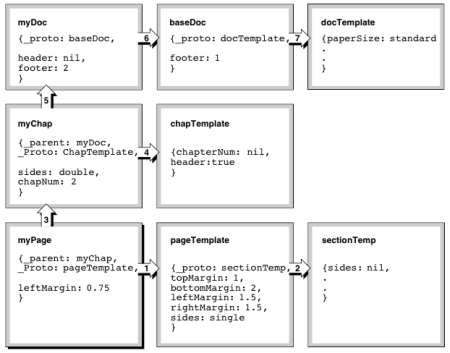 myDoc
{_proto: baseDoc,
header: nil,
footer: 2
}
6
baseDoc
{_proto: docTemplate,
footer: 1
}
7
docTemplate
{paperSize: standard
.
.
}
5
myChap
{_parent: myDoc,
_Proto: ChapTemplate,
sides: double,
chapNum: 2
}
4
chapTemplate
{chapterNum: nil,
header:true
}
3
myPage
{_parent: myChap,
_Proto: pageTemplate,
leftMargin: 0.75
}
1
pageTemplate
{_proto: sectionTemp,
topMargin: 1,
bottomMargin: 2,
leftMargin: 1.5,
rightMargin: 1.5,
sides: single
}
2
sectionTemp
{sides: nil,
.
.
}